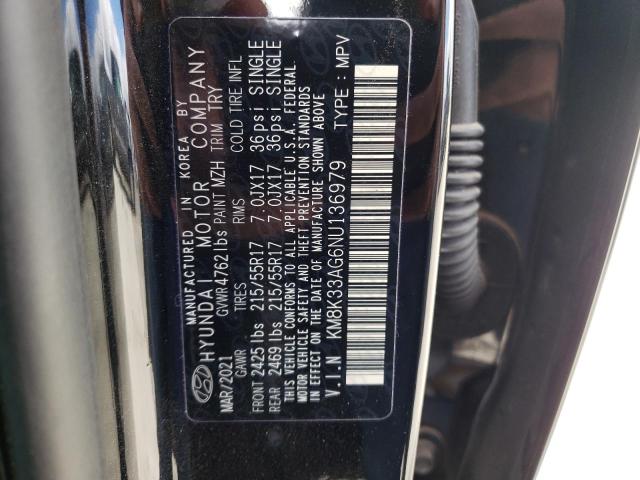 MANUFACTURED IN KOREA BY
HYUNDAI MOTOR COMPANY
MAR/2021 GVWR 4762 lbs PAINT MZH TRIM TRY
GAWR RIMS COLD TIRE INFL
FRONT 2425 lbs 215/55R17 7.0JX17 36psi SINGLE
REAR 2469 lbs 215/55R17 7.0JX17 36psi SINGLE
THIS VEHICLE CONFORMS TO ALL APPLICABLE U.S.A. FEDERAL
MOTOR VEHICLE SAFETY AND THEFT PREVENTION STANDARDS
IN EFFECT ON THE DATE OF MANUFACTURE SHOWN ABOVE
V.I.N : KM8K33AG6NU136979 TYPE : MPV